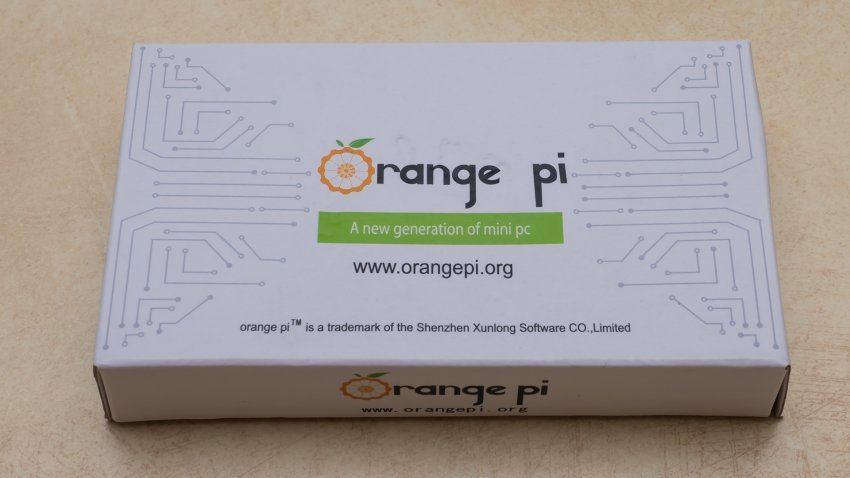 Orange pi
A new generation of mini pc
www.orangepi.org
orange pi™ is a trademark of the Shenzhen Xunlong Software CO.,Limited
Orange pi
www.orangepi.org